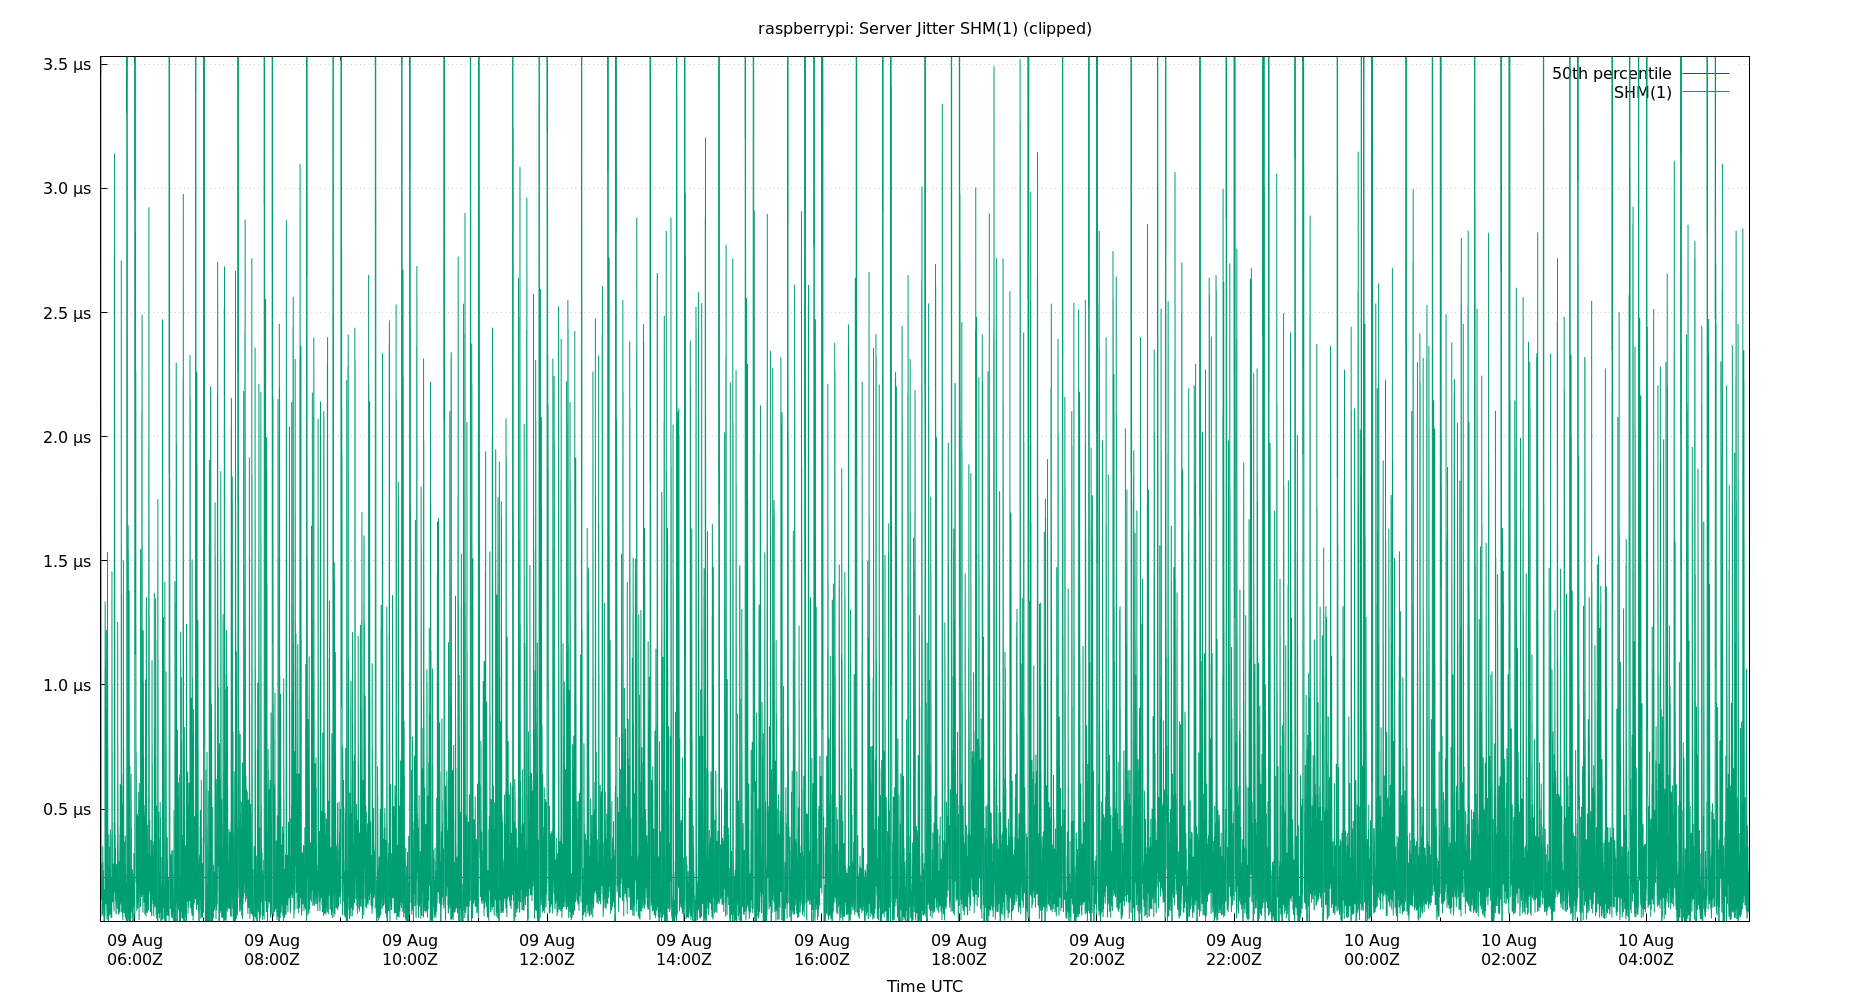 raspberrypi: Server Jitter SHM(1) (clipped)
3.5 µs
3.0 µs
2.5 µs
2.0 µs
1.5 µs
1.0 µs
0.5 µs
50th percentile
SHM(1)
09 Aug 09 Aug 09 Aug 09 Aug 09 Aug 09 Aug 09 Aug 09 Aug 09 Aug 10 Aug 10 Aug 10 Aug
06:00Z 08:00Z 10:00Z 12:00Z 14:00Z 16:00Z 18:00Z 20:00Z 22:00Z 00:00Z 02:00Z 04:00Z
Time UTC